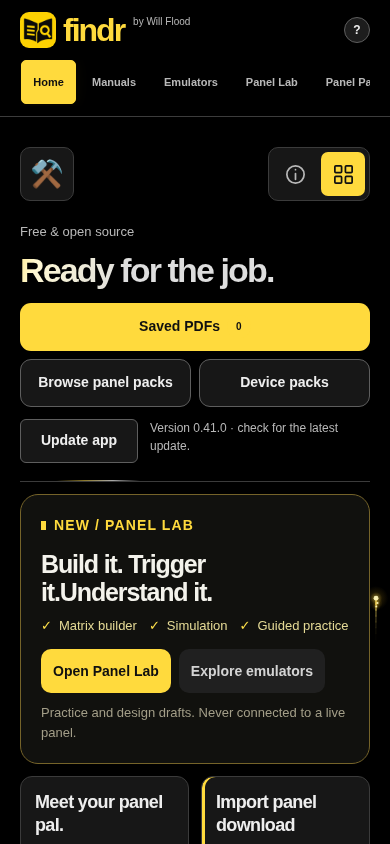 findr by Will Flood
?
Home Manuals Emulators Panel Lab Panel Pa
Free & open source
Ready for the job.
Saved PDFs 0
Browse panel packs Device packs
Update app
Version 0.41.0 · check for the latest
update.
NEW / PANEL LAB
Build it. Trigger
it.Understand it.
✓ Matrix builder ✓ Simulation ✓ Guided practice
Open Panel Lab Explore emulators
Practice and design drafts. Never connected to a live
panel.
Meet your panel
pal.
Import panel
download